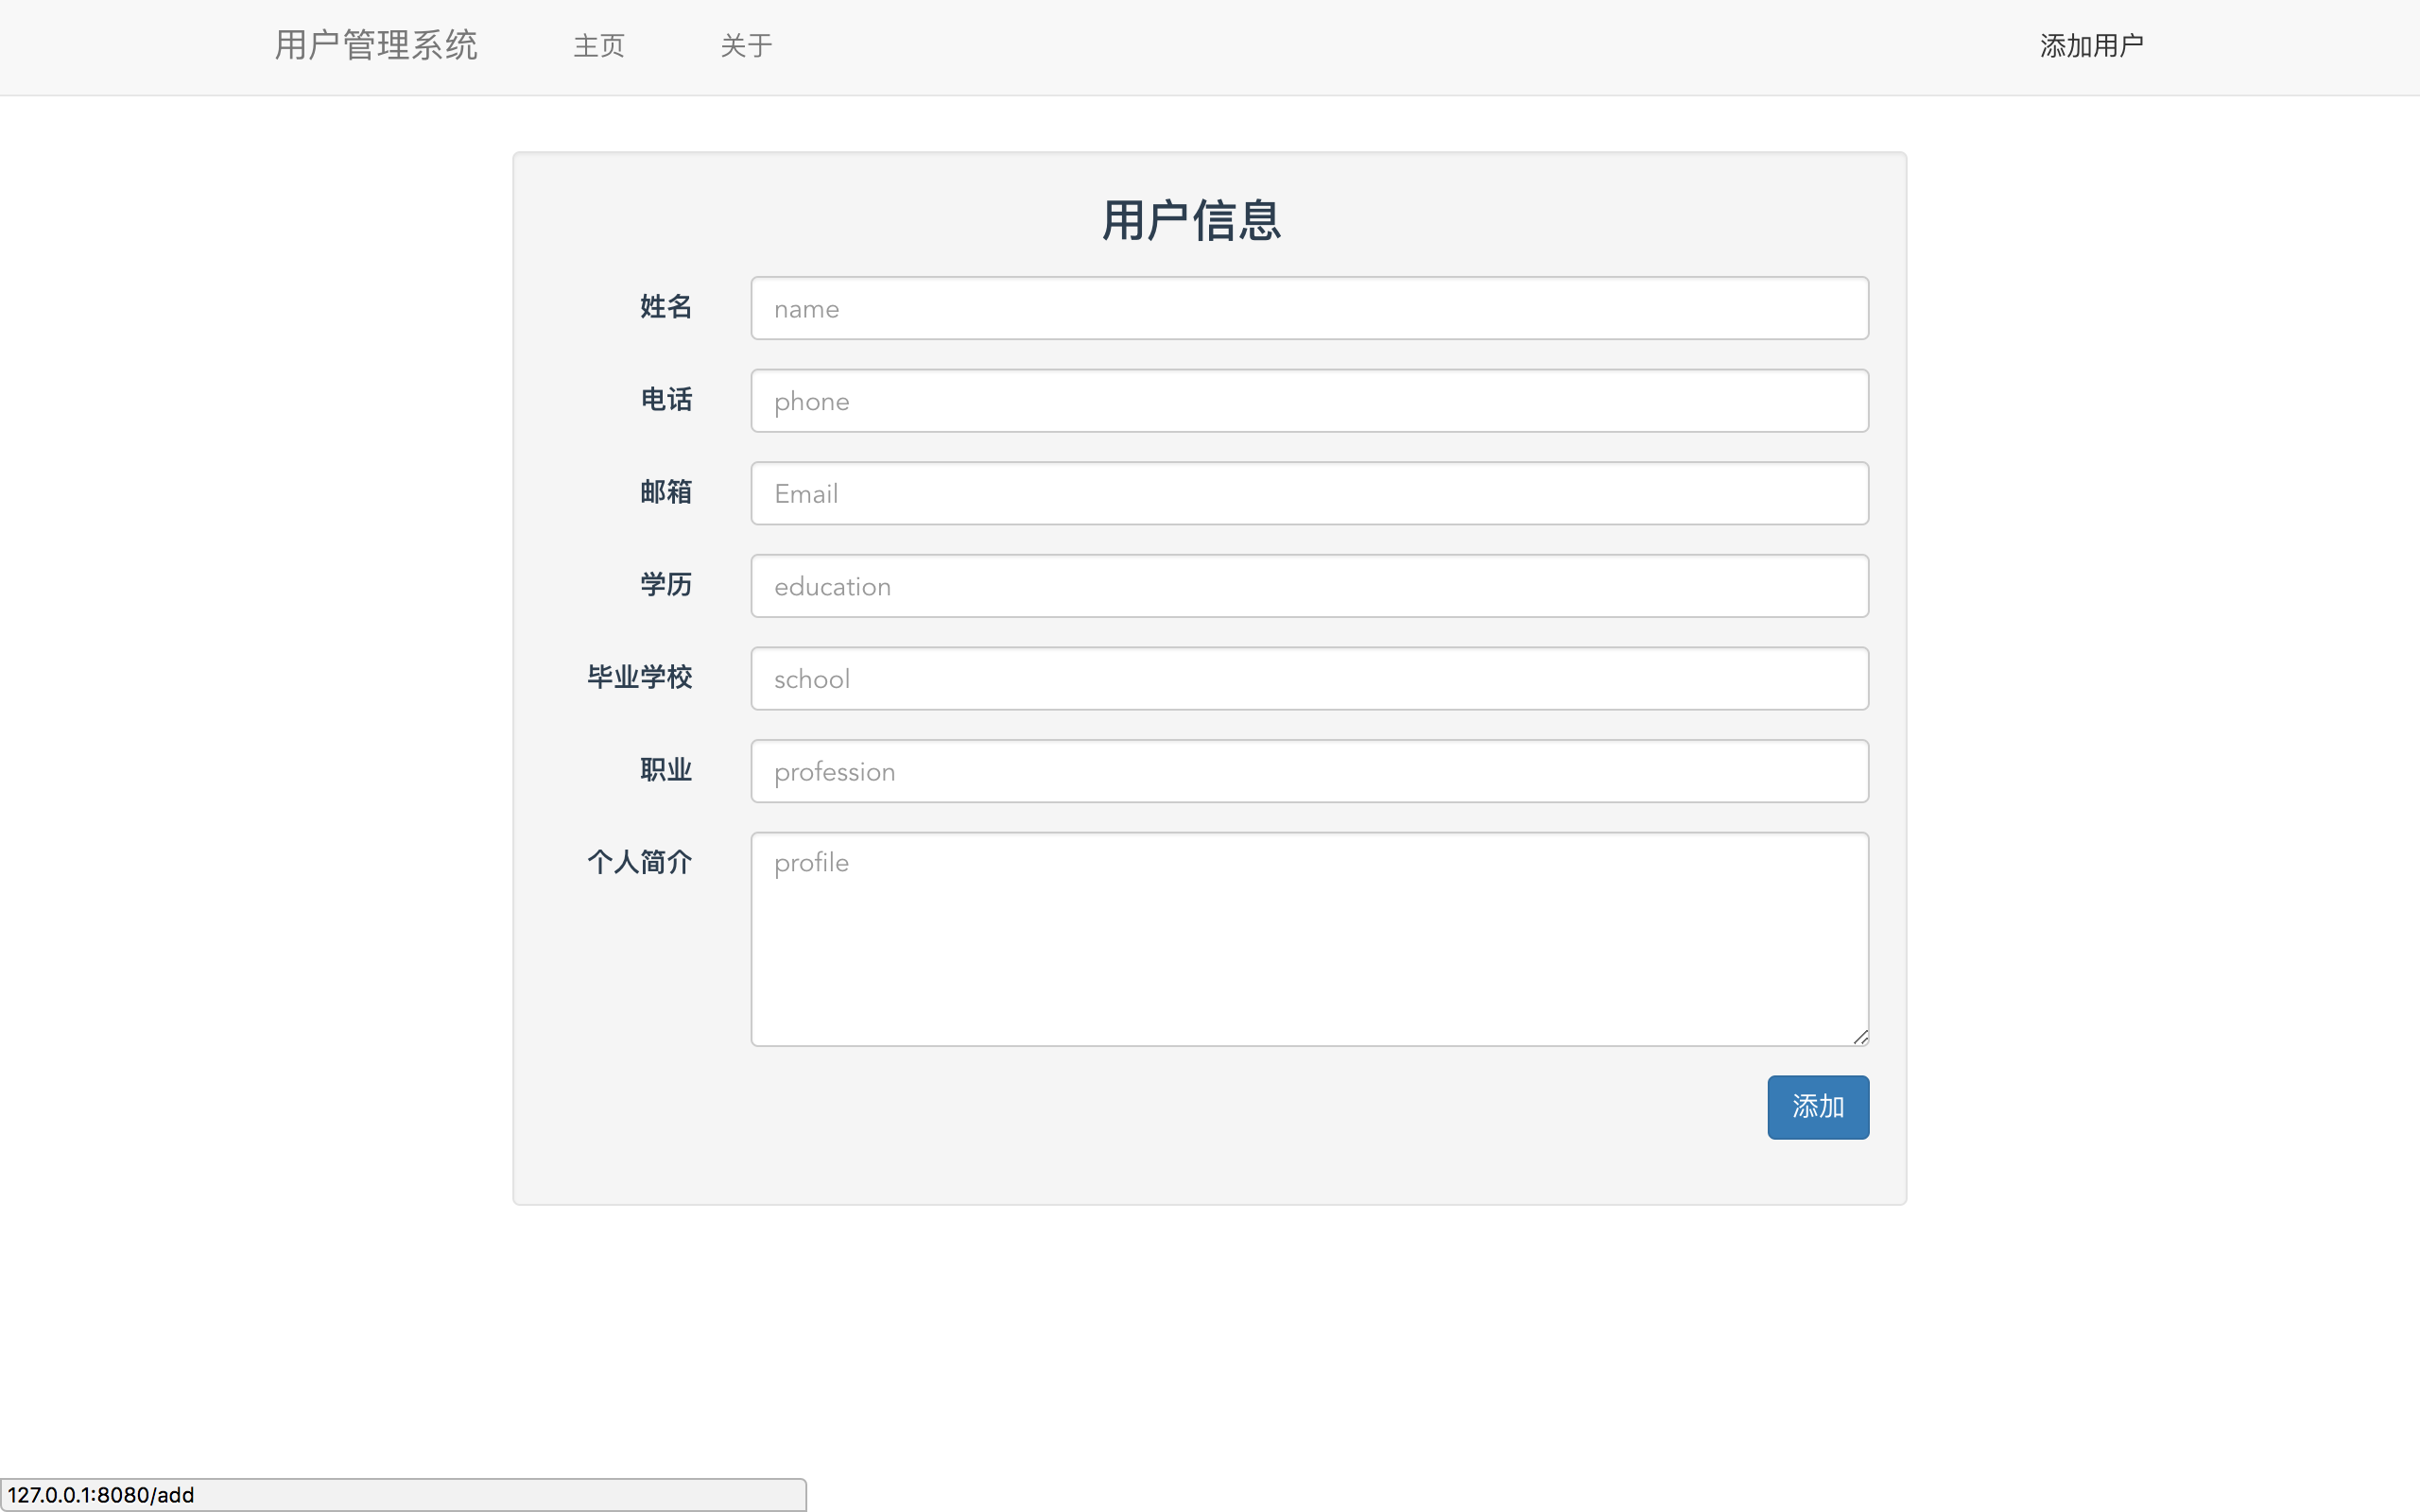 用户管理系统 主页 关于 添加用户
用户信息
姓名 name
电话 phone
邮箱 Email
学历 education
毕业学校 school
职业 profession
个人简介 profile
添加
127.0.0.1:8080/add